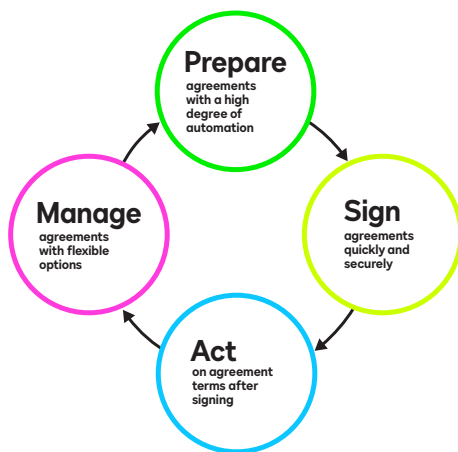 Prepare
agreements
with a high
degree of
automation
Sign
agreements
quickly and
securely
Act
on agreement
terms after
signing
Manage
agreements
with flexible
options